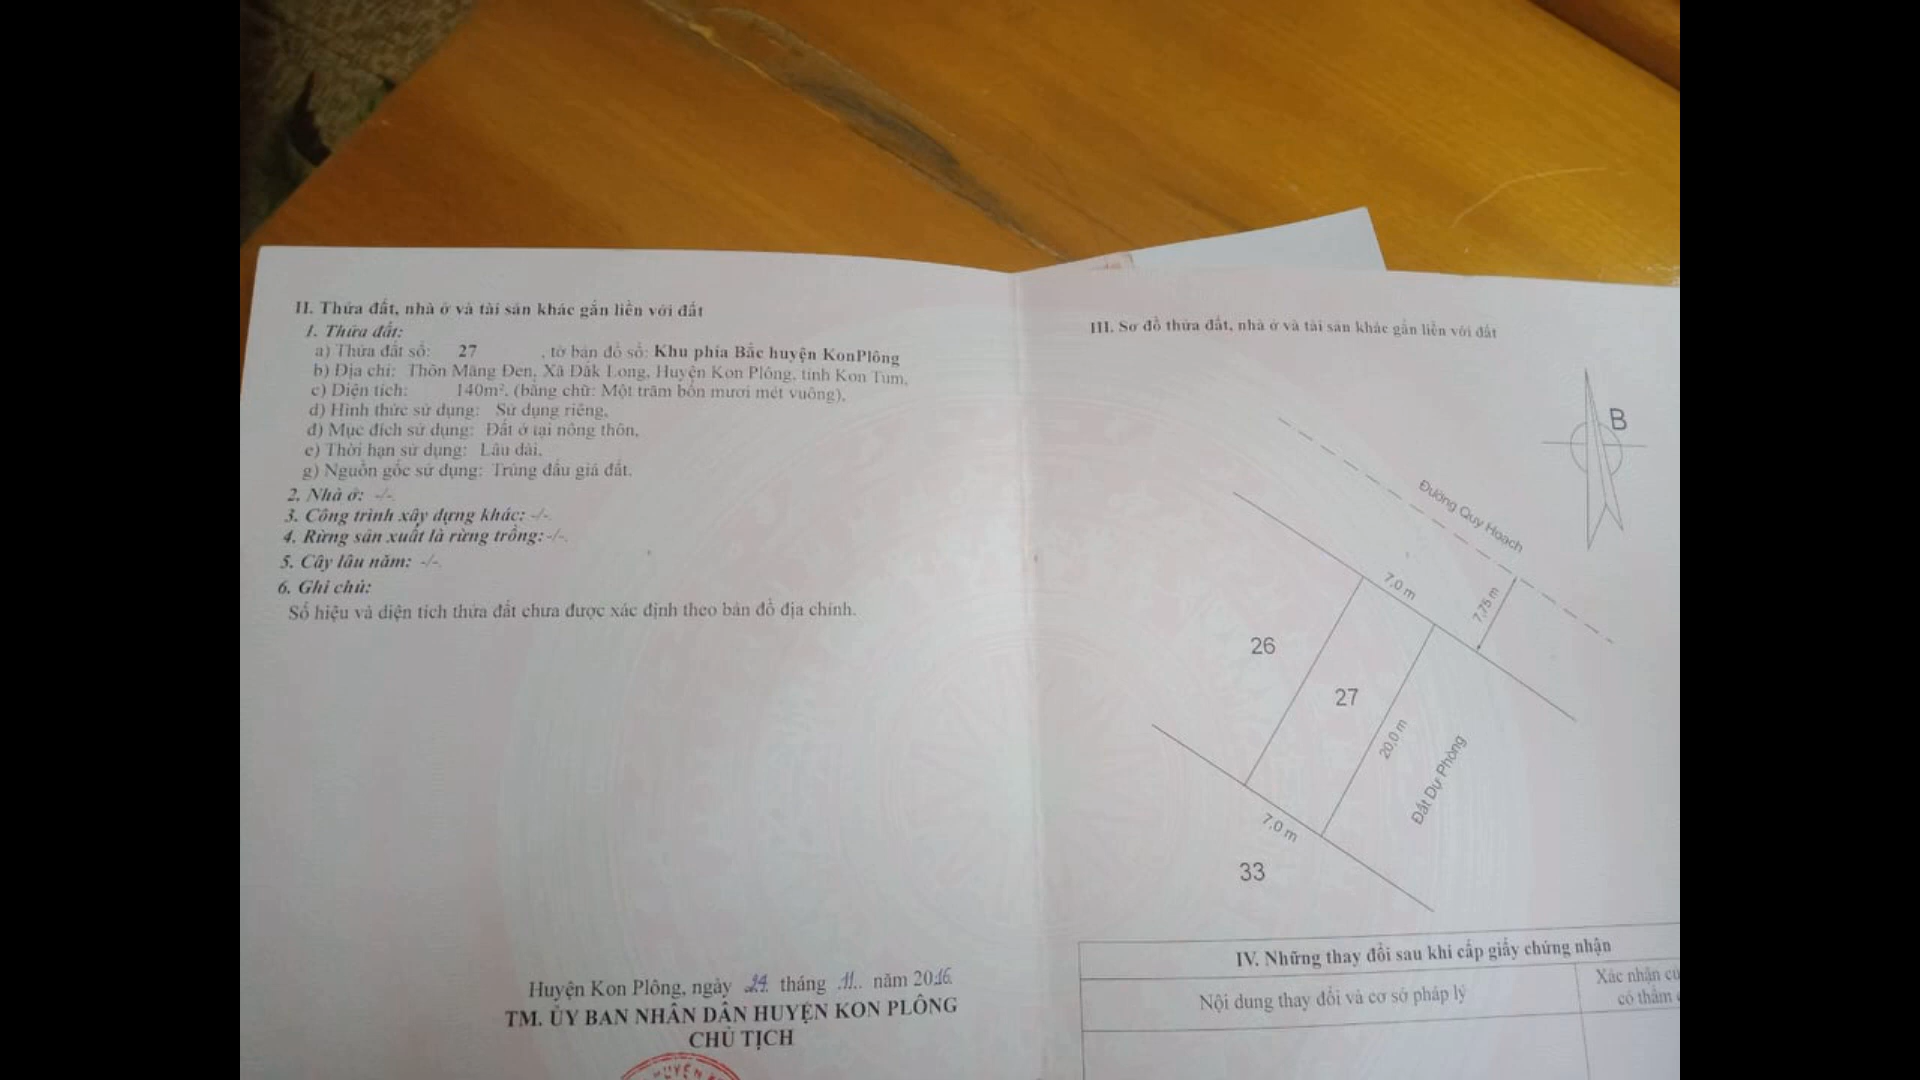 II. Thửa đất, nhà ở và tài sản khác gắn liền với đất
1. Thửa đất:
a) Thửa đất số: 27 , tờ bản đồ số: Khu phía Bắc huyện KonPlông
b) Địa chỉ: Thôn Măng Đen, Xã Đắk Long, Huyện Kon Plông, tỉnh Kon Tum,
c) Diện tích: 140m², (bằng chữ: Một trăm bốn mươi mét vuông),
d) Hình thức sử dụng: Sử dụng riêng,
đ) Mục đích sử dụng: Đất ở tại nông thôn,
e) Thời hạn sử dụng: Lâu dài,
g) Nguồn gốc sử dụng: Trúng đấu giá đất.
2. Nhà ở: -/-.
3. Công trình xây dựng khác: -/-.
4. Rừng sản xuất là rừng trồng: -/-.
5. Cây lâu năm: -/-.
6. Ghi chú:
Số hiệu và diện tích thửa đất chưa được xác định theo bản đồ địa chính.
Huyện Kon Plông, ngày 24 tháng 11.. năm 2016.
TM. ỦY BAN NHÂN DÂN HUYỆN KON PLÔNG
CHỦ TỊCH
III. Sơ đồ thửa đất, nhà ở và tài sản khác gắn liền với đất
B
Đường Quy Hoạch
7,0 m
7,75 m
26
27
20,0 m
Đất Dự Phòng
7,0 m
33
IV. Những thay đổi sau khi cấp giấy chứng nhận
Nội dung thay đổi và cơ sở pháp lý
Xác nhận
có thẩm